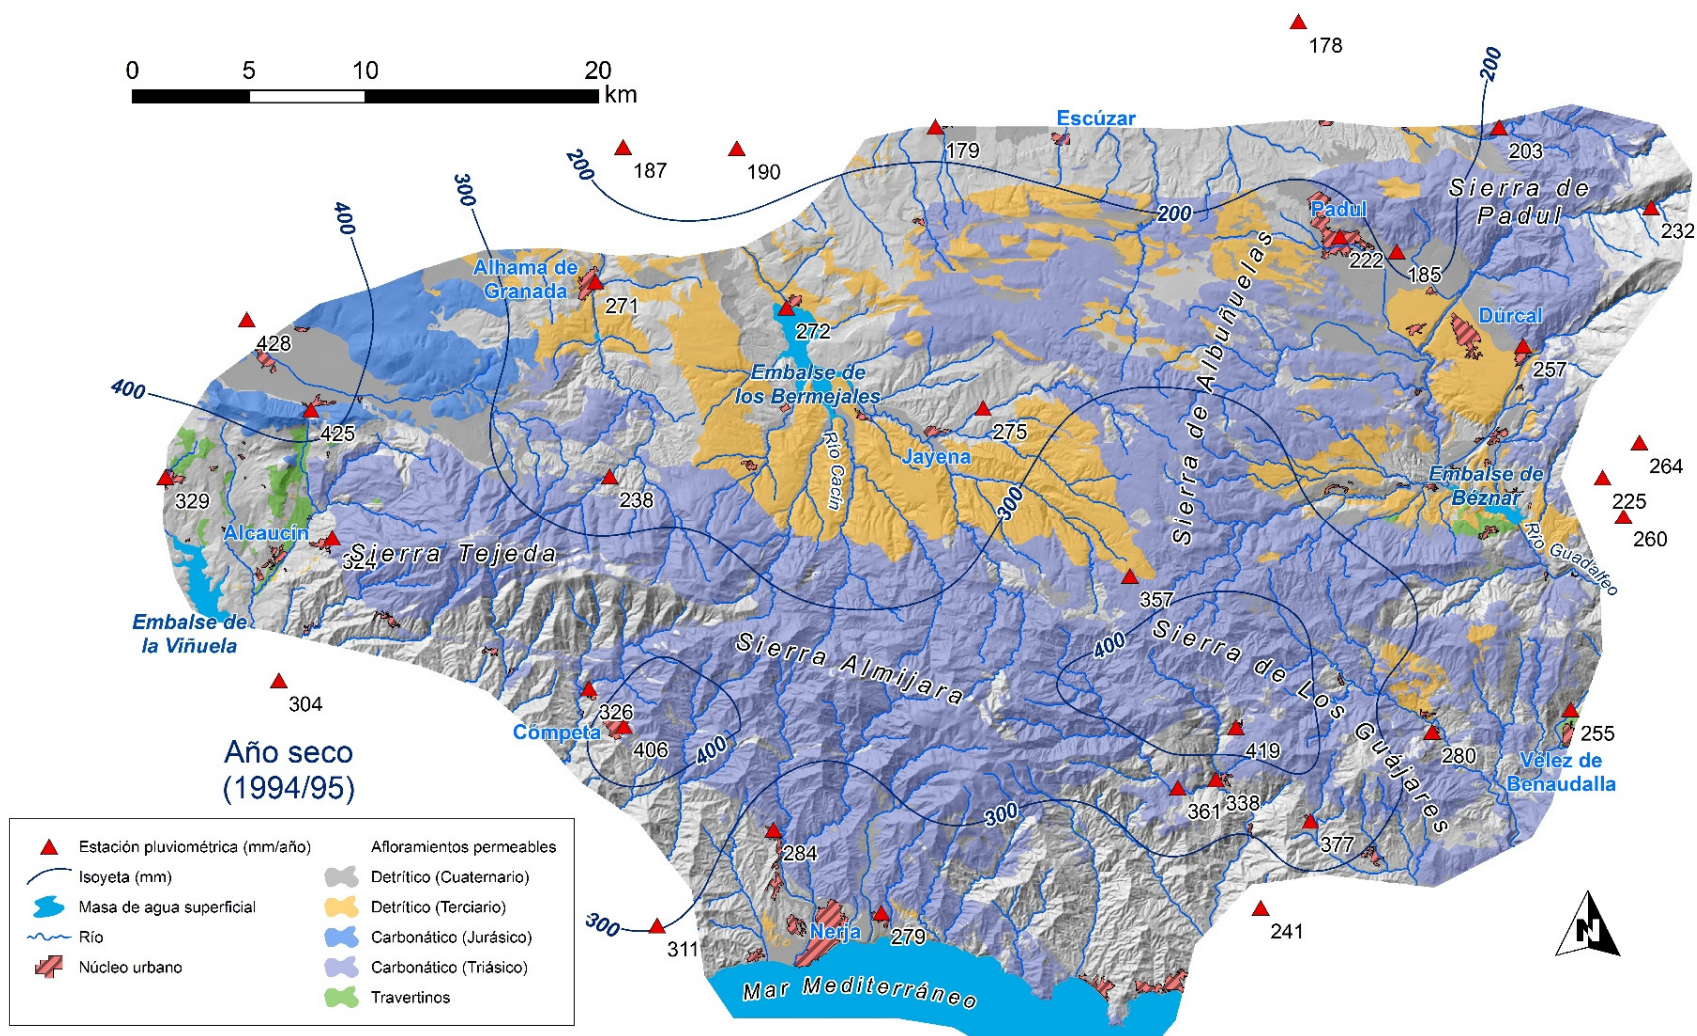 178
0 5 10 20
km
200
Escúzar
179
203
187
190
200
300
400
Sierra de
Padul
232
200
Padul
222
185
Alhama de
Granada
271
272
428
Dúrcal
257
Embalse de
los Bermejales
400
425
275
Jayena
Río Cacín
Sierra de Albuñuelas
264
225
260
Embalse de
Béznar
Río Guadalfeo
329
238
300
Alcaucín
324
Sierra Tejeda
357
Embalse de
la Viñuela
400
Sierra de Los Guájares
Sierra Almijara
304
326
Cómpeta
406
400
419
280
255
Vélez de
Benaudalla
361
338
300
377
284
300
311
Nerja
279
241
Mar Mediterráneo
N
Año seco
(1994/95)
Estación pluviométrica (mm/año)
Isoyeta (mm)
Masa de agua superficial
Río
Núcleo urbano
Afloramientos permeables
Detrítico (Cuaternario)
Detrítico (Terciario)
Carbonático (Jurásico)
Carbonático (Triásico)
Travertinos